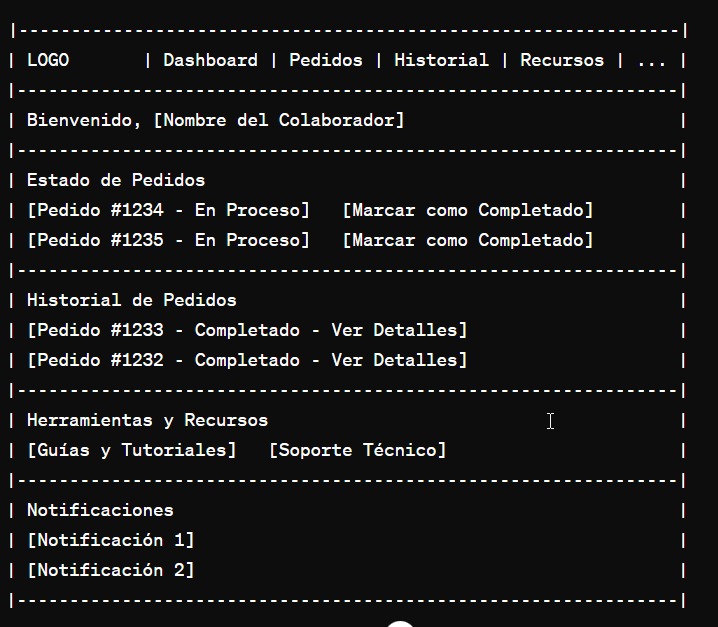 |---------------------------------------------------------------|
| LOGO       | Dashboard | Pedidos | Historial | Recursos | ... |
|---------------------------------------------------------------|
| Bienvenido, [Nombre del Colaborador]                          |
|---------------------------------------------------------------|
| Estado de Pedidos                                             |
| [Pedido #1234 - En Proceso]   [Marcar como Completado]        |
| [Pedido #1235 - En Proceso]   [Marcar como Completado]        |
|---------------------------------------------------------------|
| Historial de Pedidos                                          |
| [Pedido #1233 - Completado - Ver Detalles]                    |
| [Pedido #1232 - Completado - Ver Detalles]                    |
|---------------------------------------------------------------|
| Herramientas y Recursos                                       |
| [Guías y Tutoriales]   [Soporte Técnico]                      |
|---------------------------------------------------------------|
| Notificaciones                                                |
| [Notificación 1]                                              |
| [Notificación 2]                                              |
|---------------------------------------------------------------|